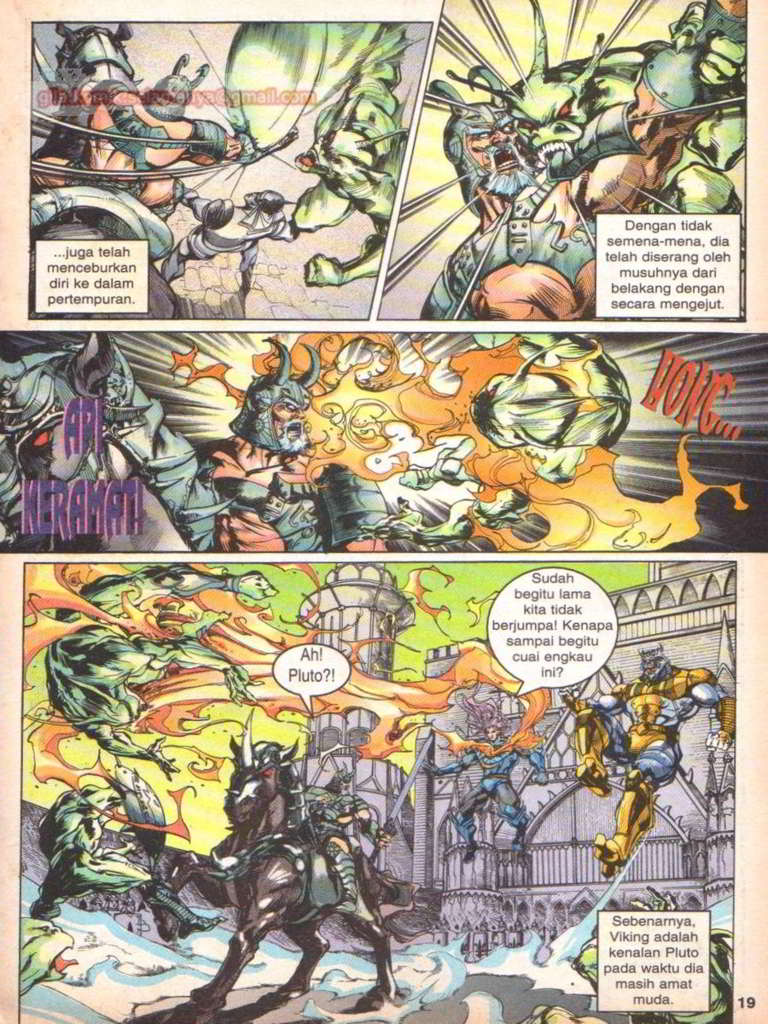 ...juga telah
menceburkan
diri ke dalam
pertempuran.
Dengan tidak
semena-mena, dia
telah diserang oleh
musuhnya dari
belakang dengan
secara mengejut.
API
KERAMAT!
Ah!
Pluto?!
Sudah
begitu lama
kita tidak
berjumpa! Kenapa
sampai begitu
cuai engkau
ini?
Sebenarnya,
Viking adalah
kenalan Pluto
pada waktu dia
masih amat
muda.
19